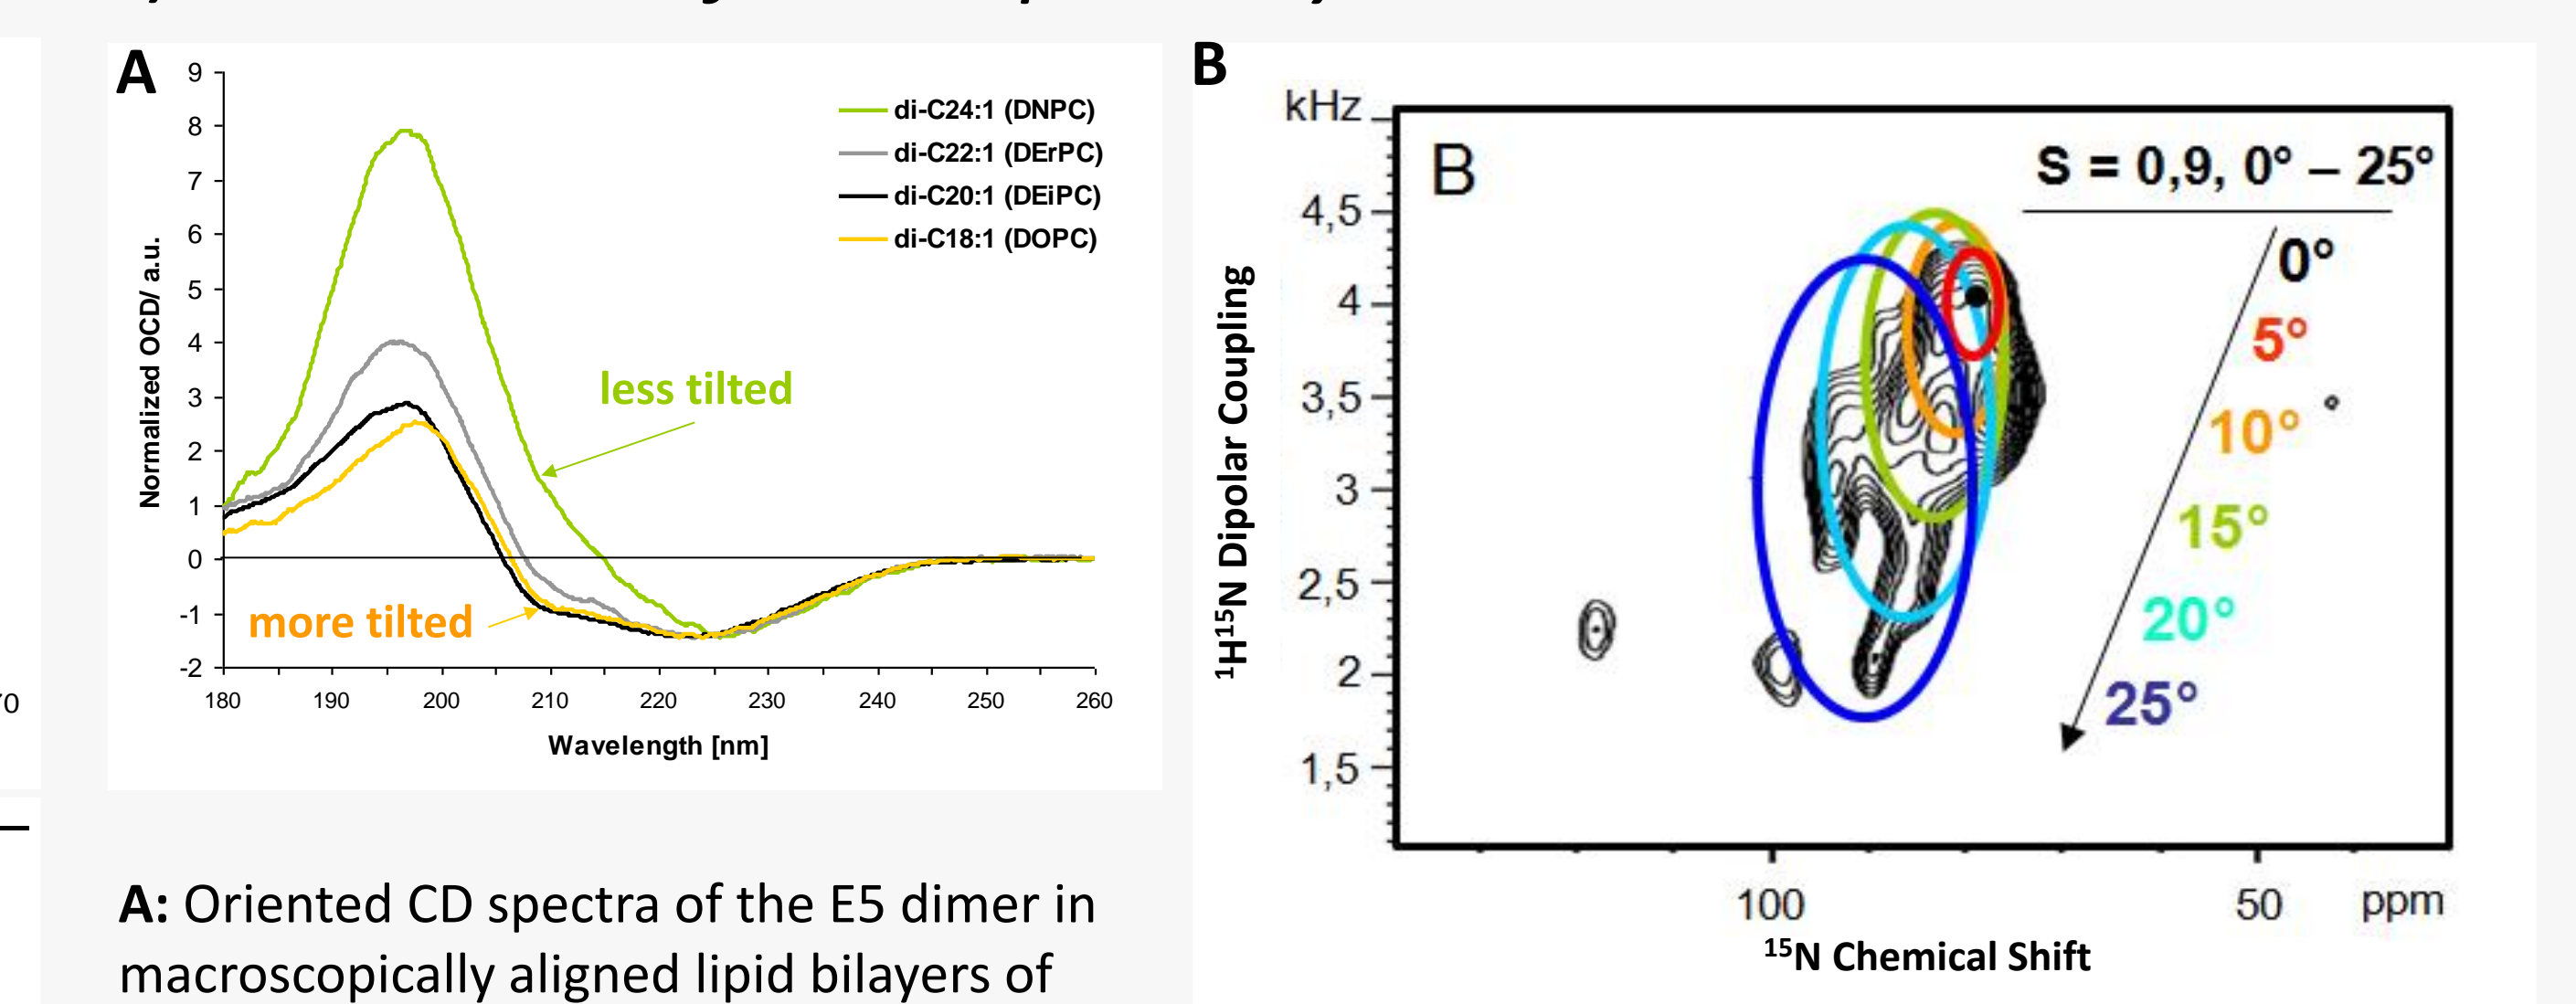 A
9
8
7
6
5
4
3
2
1
0
-1
-2
Normalized OCD/ a.u.
di-C24:1 (DNPC)
di-C22:1 (DErPC)
di-C20:1 (DEiPC)
di-C18:1 (DOPC)
less tilted
more tilted
180 190 200 210 220 230 240 250 260
Wavelength [nm]
A: Oriented CD spectra of the E5 dimer in
macroscopically aligned lipid bilayers of
B
kHz
B
S = 0,9, 0° – 25°
4,5
4
3,5
3
2,5
2
1,5
¹H¹⁵N Dipolar Coupling
0°
5°
10°
15°
20°
25°
100 50 ppm
¹⁵N Chemical Shift